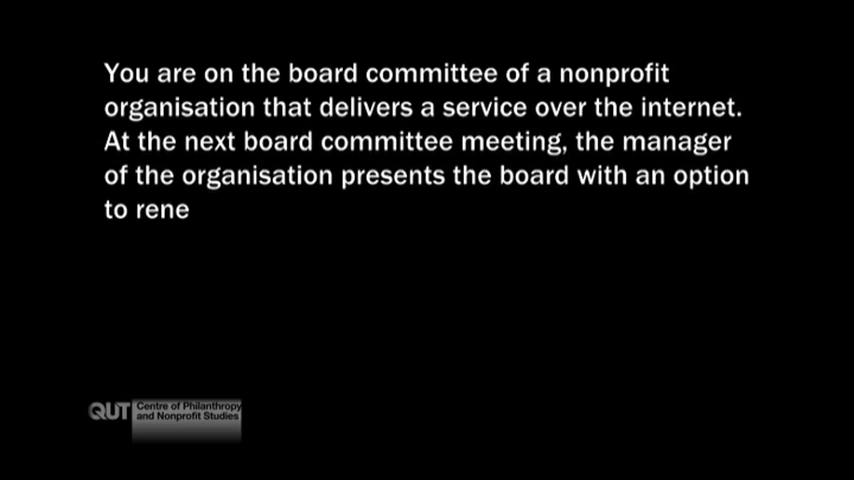 You are on the board committee of a nonprofit
organisation that delivers a service over the internet.
At the next board committee meeting, the manager
of the organisation presents the board with an option
to rene
QUT
Centre of Philanthropy
and Nonprofit Studies